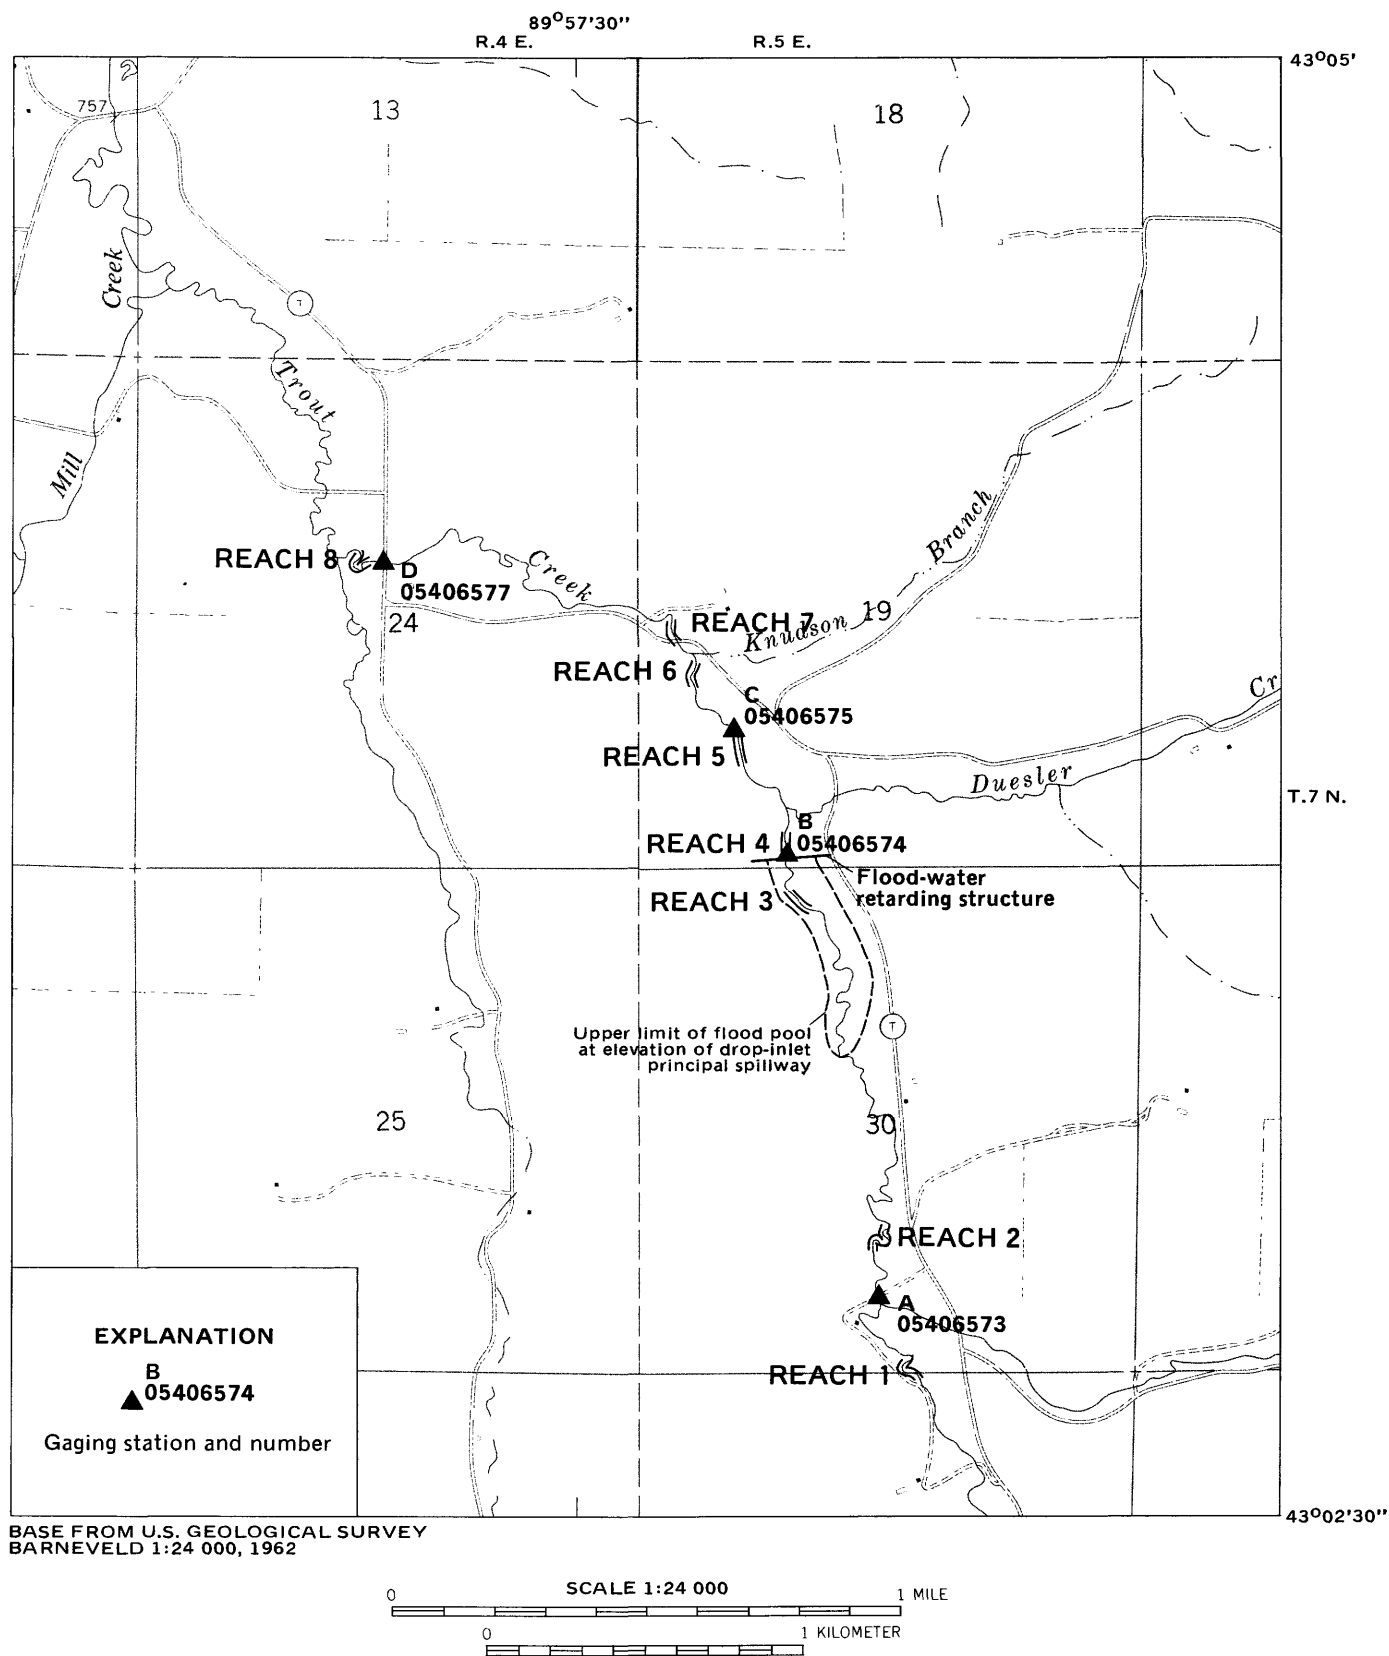 89°57'30"
R.4 E.
R.5 E.
43°05'
757
13
18
Creek
T
Trout
Mill
Branch
REACH 8
D
05406577
Creek
24
REACH 7
19
Knudson
REACH 6
C
05406575
Cr
REACH 5
Duesler
T.7 N.
B
REACH 4
05406574
Flood-water
retarding structure
REACH 3
T
Upper limit of flood pool
at elevation of drop-inlet
principal spillway
25
30
REACH 2
A
05406573
REACH 1
EXPLANATION
B
05406574
Gaging station and number
43°02'30"
BASE FROM U.S. GEOLOGICAL SURVEY
BARNEVELD 1:24 000, 1962
SCALE 1:24 000
0 1 MILE
0 1 KILOMETER